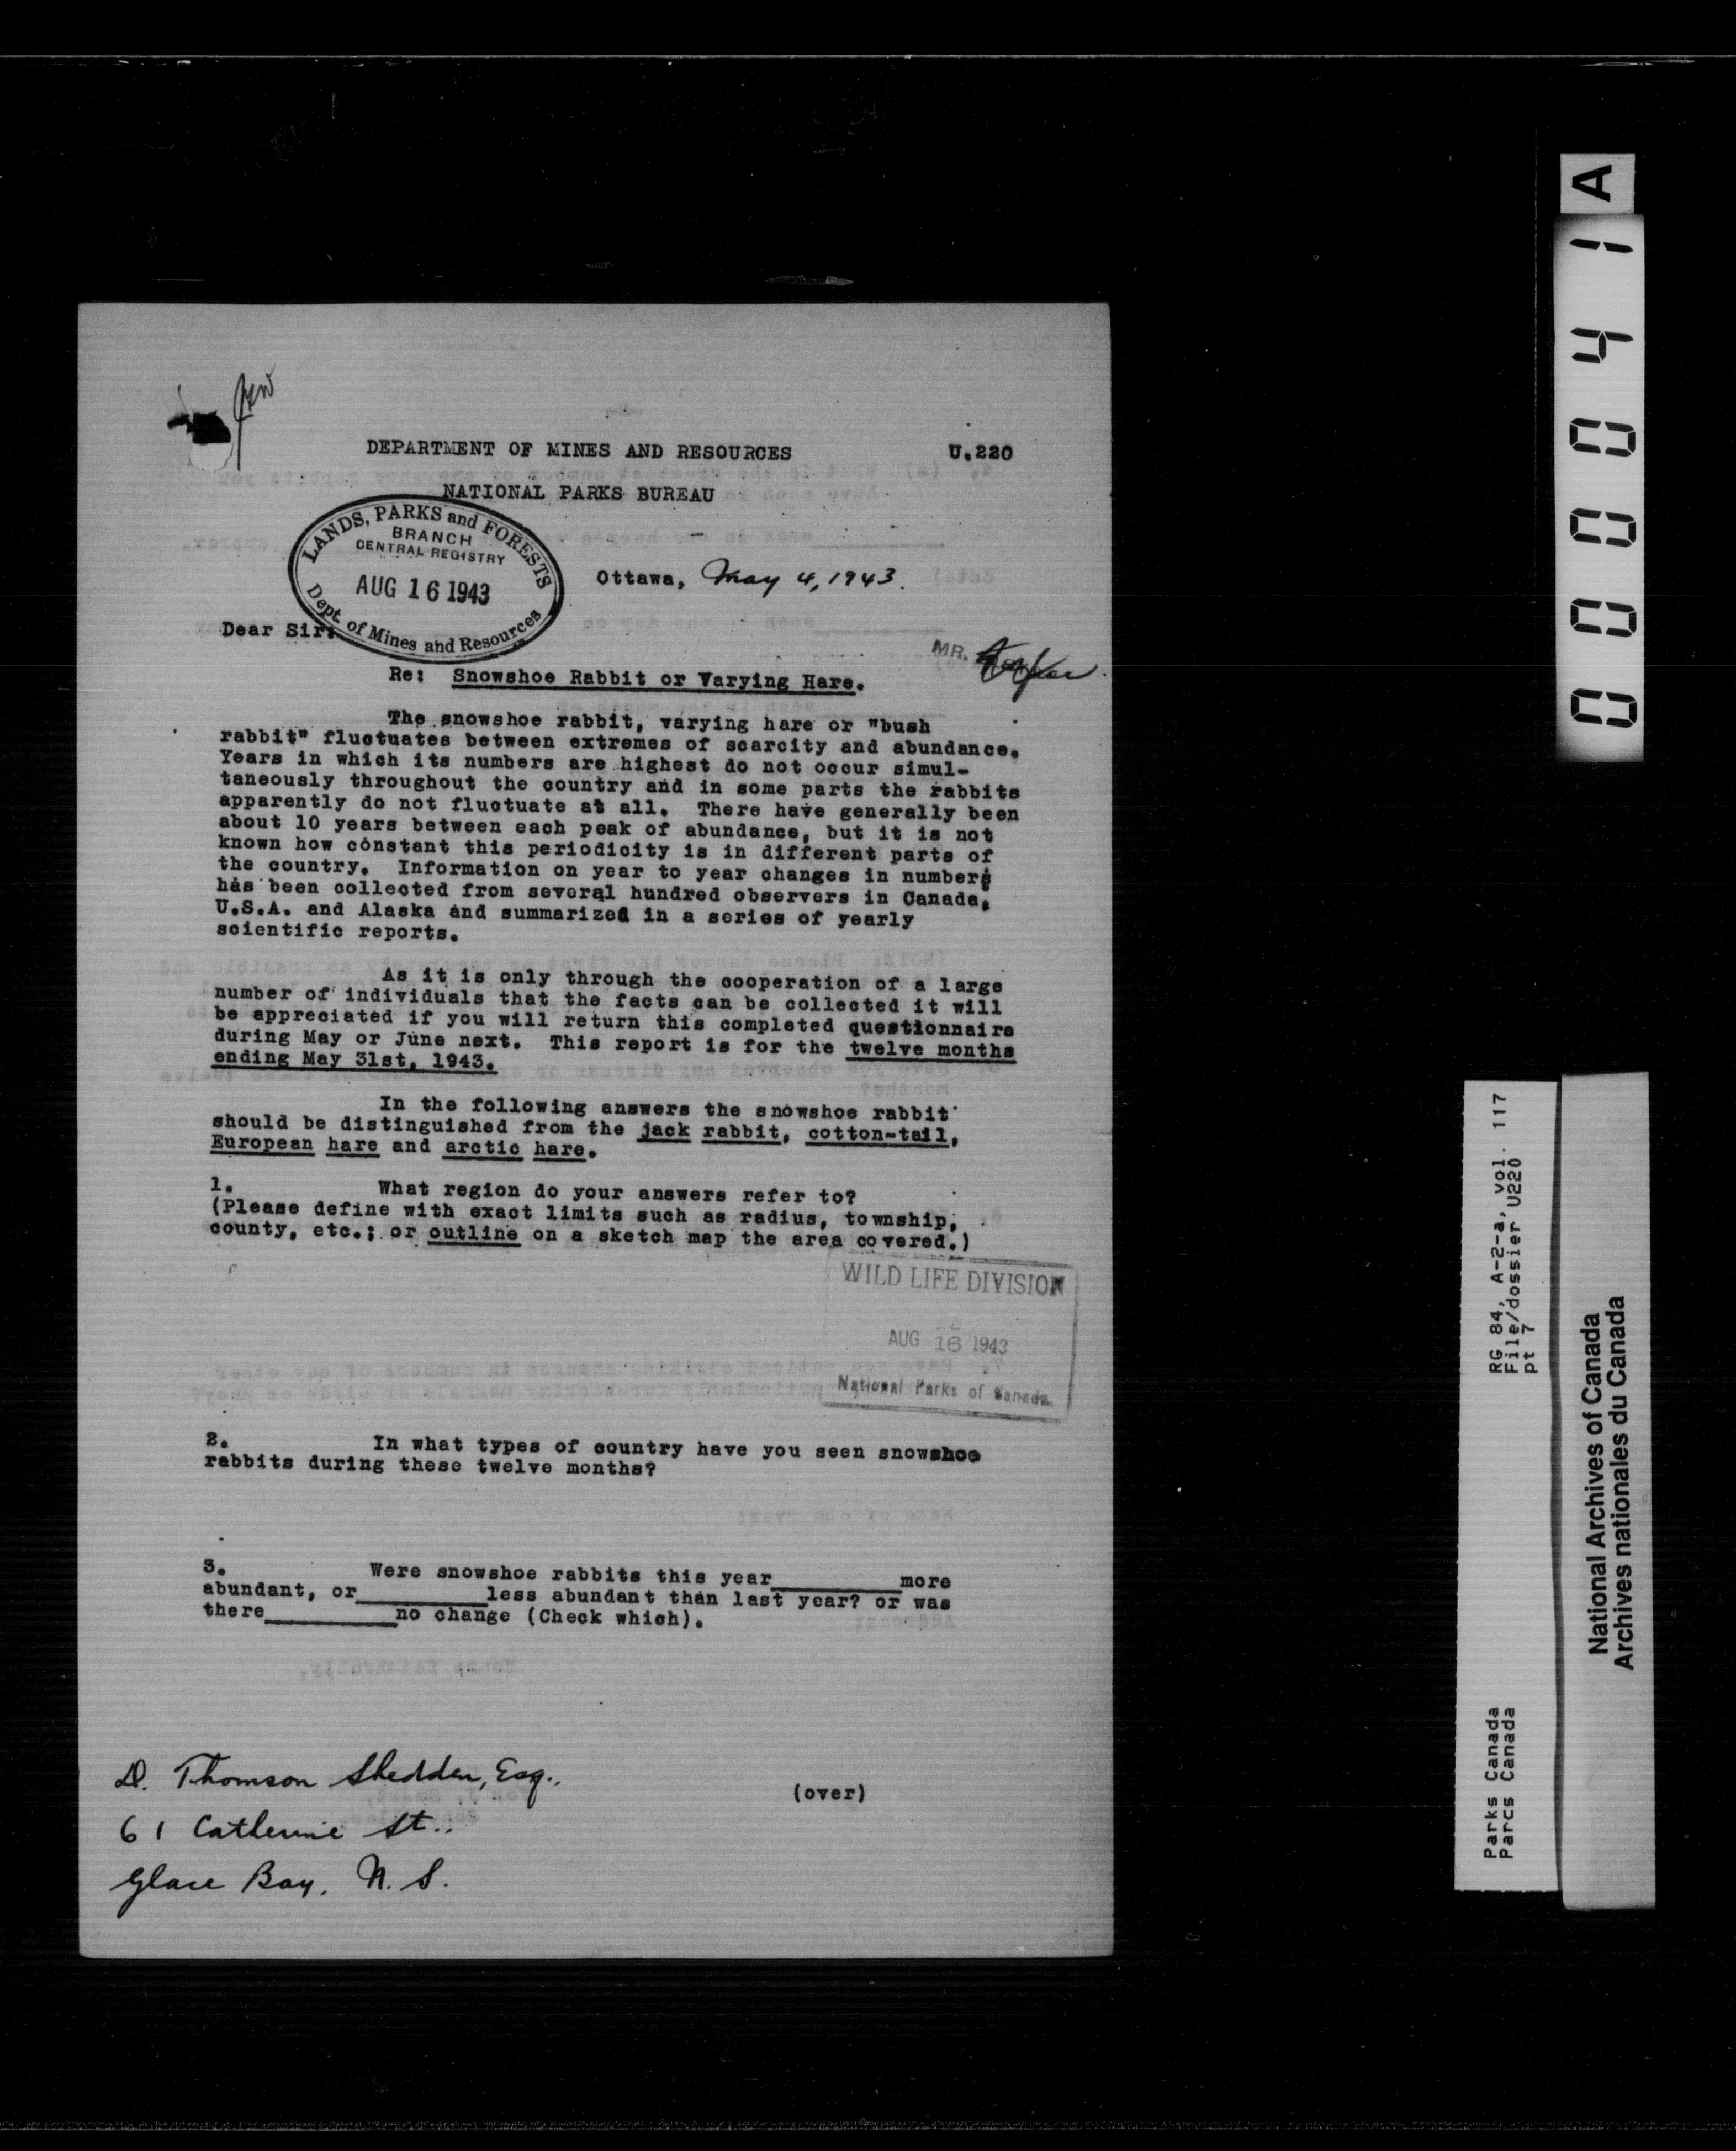 DEPARTMENT OF MINES AND RESOURCES U.220
NATIONAL PARKS BUREAU
LANDS, PARKS and FORESTS
BRANCH
CENTRAL REGISTRY
AUG 16 1943
Dept. of Mines and Resources
Ottawa, May 4, 1943.
Dear Sir:
MR.
Re: Snowshoe Rabbit or Varying Hare.
The snowshoe rabbit, varying hare or "bush
rabbit" fluctuates between extremes of scarcity and abundance.
Years in which its numbers are highest do not occur simul-
taneously throughout the country and in some parts the rabbits
apparently do not fluctuate at all. There have generally been
about 10 years between each peak of abundance, but it is not
known how constant this periodicity is in different parts of
the country. Information on year to year changes in numbers
has been collected from several hundred observers in Canada,
U.S.A. and Alaska and summarized in a series of yearly
scientific reports.
As it is only through the cooperation of a large
number of individuals that the facts can be collected it will
be appreciated if you will return this completed questionnaire
during May or June next. This report is for the twelve months
ending May 31st, 1943.
In the following answers the snowshoe rabbit
should be distinguished from the jack rabbit, cotton-tail,
European hare and arctic hare.
1. What region do your answers refer to?
(Please define with exact limits such as radius, township,
county, etc.; or outline on a sketch map the area covered.)
WILD LIFE DIVISION
AUG 16 1943
National Parks of Canada
2. In what types of country have you seen snowshoe
rabbits during these twelve months?
3. Were snowshoe rabbits this year__________more
abundant, or__________less abundant than last year? or was
there__________no change (Check which).
D. Thomson Shedden, Esq.,
61 Catherine St.,
Glace Bay, N.S.
(over)
00041 A
RG 84, A-2-a, vol. 117
File/dossier U220
pt 7
Parks Canada
Parcs Canada
National Archives of Canada
Archives nationales du Canada